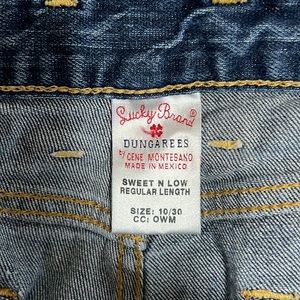 Lucky Brand®
DUNGAREES
by GENE MONTESANO
MADE IN MEXICO
SWEET N LOW
REGULAR LENGTH
SIZE: 10/30
CC: OWM